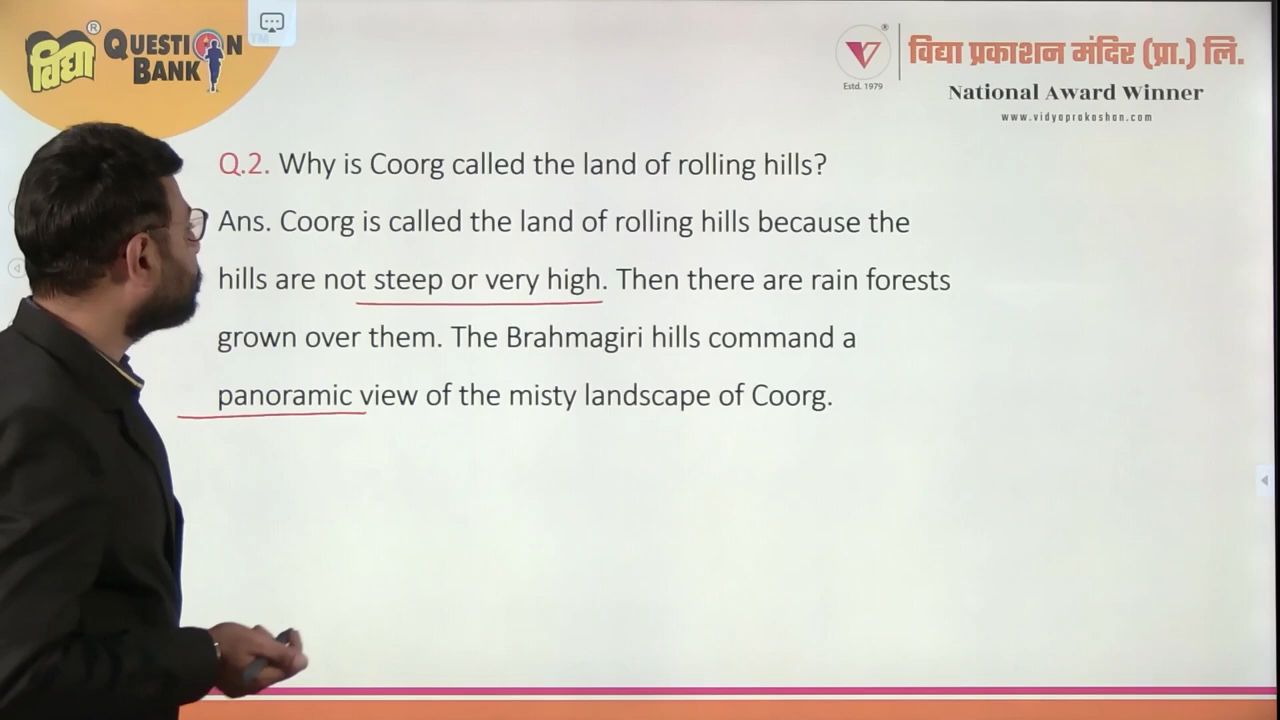 विद्या ® QUESTION BANK TM
® विद्या प्रकाशन मंदिर (प्रा.) लि.
Estd. 1979
National Award Winner
www.vidyaprakashan.com
Q.2. Why is Coorg called the land of rolling hills?
Ans. Coorg is called the land of rolling hills because the
hills are not steep or very high. Then there are rain forests
grown over them. The Brahmagiri hills command a
panoramic view of the misty landscape of Coorg.